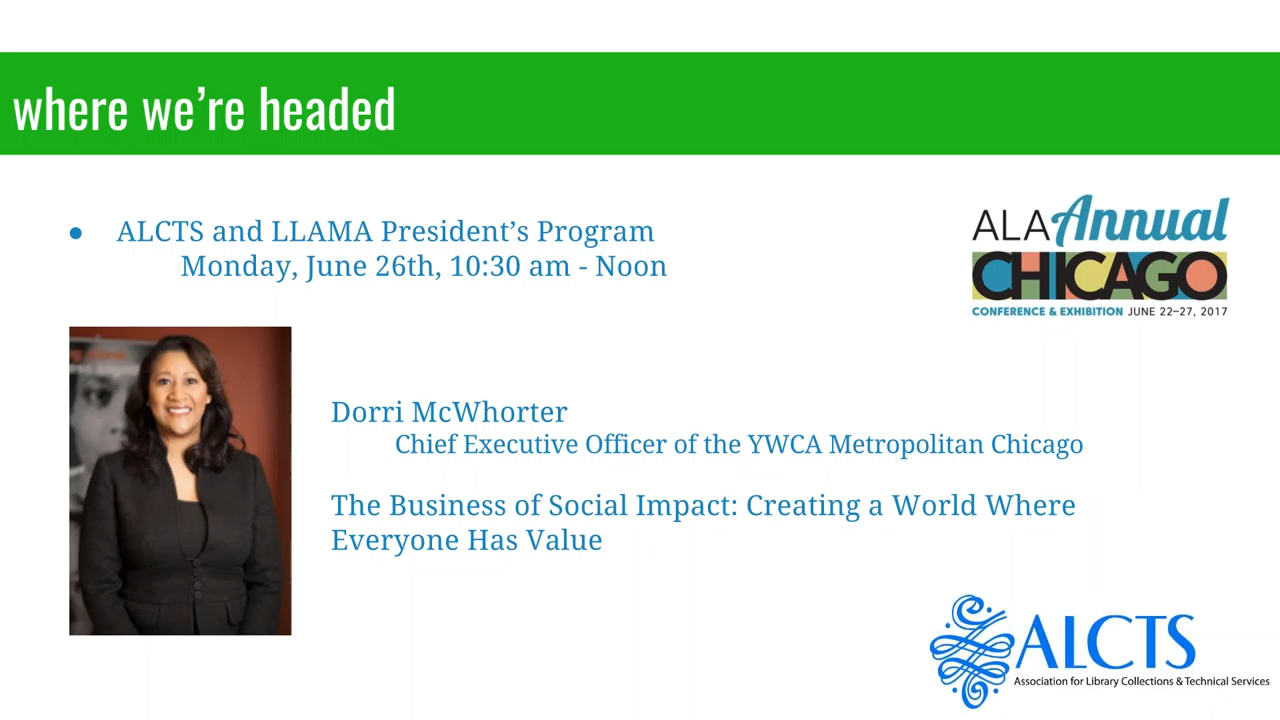 where we're headed
● ALCTS and LLAMA President's Program
Monday, June 26th, 10:30 am - Noon
ALA Annual
CHICAGO
CONFERENCE & EXHIBITION JUNE 22–27, 2017
Dorri McWhorter
Chief Executive Officer of the YWCA Metropolitan Chicago
The Business of Social Impact: Creating a World Where
Everyone Has Value
ALCTS
Association for Library Collections & Technical Services